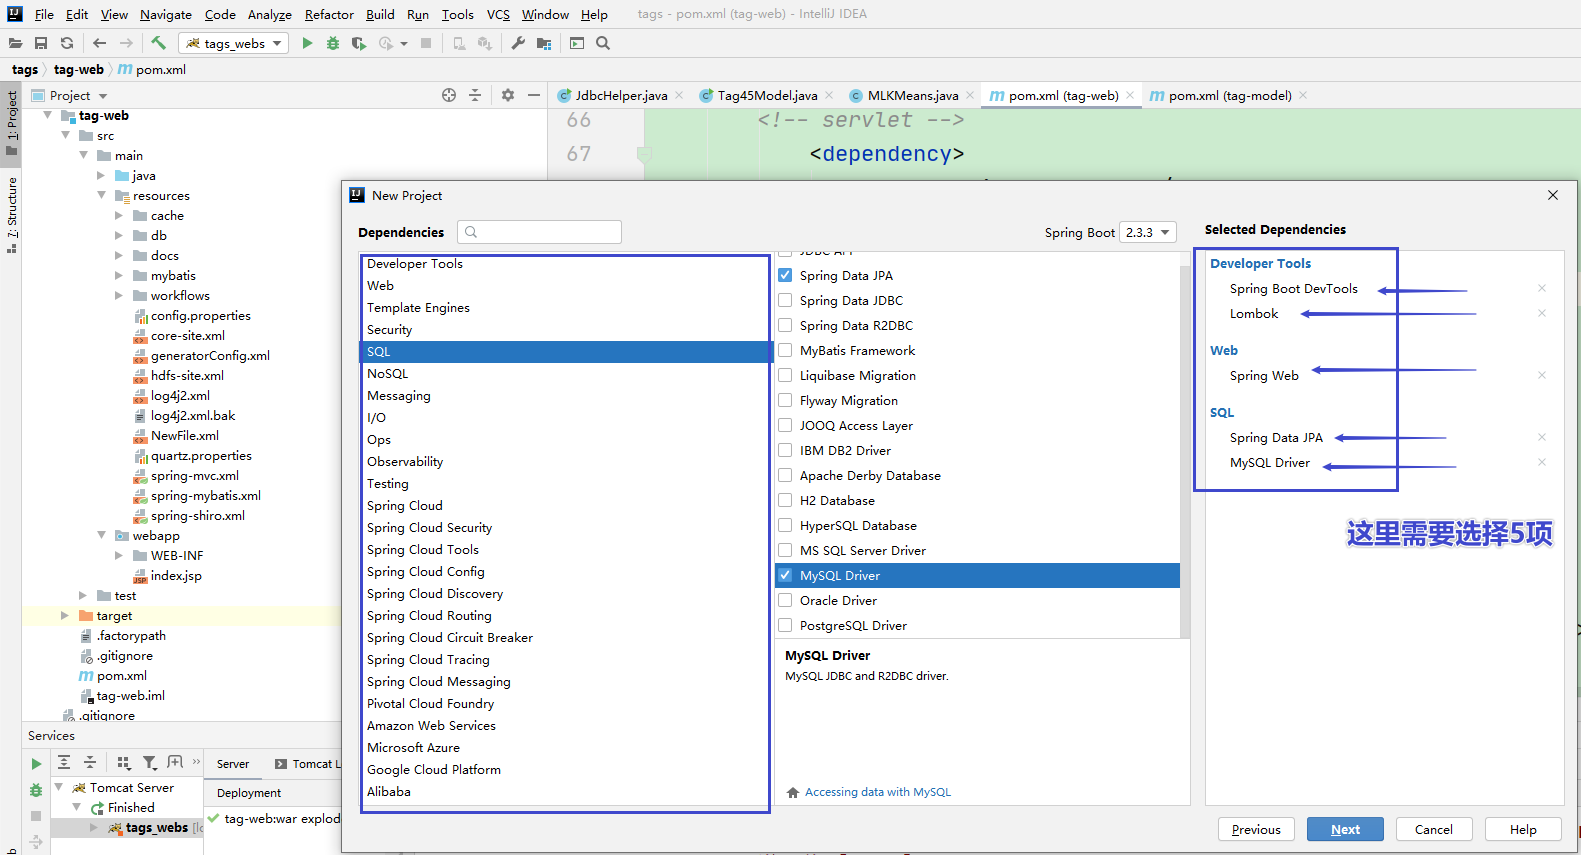 File Edit View Navigate Code Analyze Refactor Build Run Tools VCS Window Help tags - pom.xml (tag-web) - IntelliJ IDEA
tags_webs
tags tag-web pom.xml
1: Project
7: Structure
Project
tag-web
src
main
java
resources
cache
db
docs
mybatis
workflows
config.properties
core-site.xml
generatorConfig.xml
hdfs-site.xml
log4j2.xml
log4j2.xml.bak
NewFile.xml
quartz.properties
spring-mvc.xml
spring-mybatis.xml
spring-shiro.xml
webapp
WEB-INF
index.jsp
test
target
.factorypath
.gitignore
pom.xml
tag-web.iml
.gitignore
JdbcHelper.java Tag45Model.java MLKMeans.java pom.xml (tag-web) pom.xml (tag-model)
66 <!-- servlet -->
67 <dependency>
New Project
Dependencies
Spring Boot 2.3.3
Developer Tools
Web
Template Engines
Security
SQL
NoSQL
Messaging
I/O
Ops
Observability
Testing
Spring Cloud
Spring Cloud Security
Spring Cloud Tools
Spring Cloud Config
Spring Cloud Discovery
Spring Cloud Routing
Spring Cloud Circuit Breaker
Spring Cloud Tracing
Spring Cloud Messaging
Pivotal Cloud Foundry
Amazon Web Services
Microsoft Azure
Google Cloud Platform
Alibaba
JDBC API
Spring Data JPA
Spring Data JDBC
Spring Data R2DBC
MyBatis Framework
Liquibase Migration
Flyway Migration
JOOQ Access Layer
IBM DB2 Driver
Apache Derby Database
H2 Database
HyperSQL Database
MS SQL Server Driver
MySQL Driver
Oracle Driver
PostgreSQL Driver
MySQL Driver
MySQL JDBC and R2DBC driver.
Accessing data with MySQL
Selected Dependencies
Developer Tools
Spring Boot DevTools
Lombok
Web
Spring Web
SQL
Spring Data JPA
MySQL Driver
这里需要选择5项
Previous Next Cancel Help
Services
Server Tomcat L
Tomcat Server
Finished
tags_webs
Deployment
tag-web:war explod